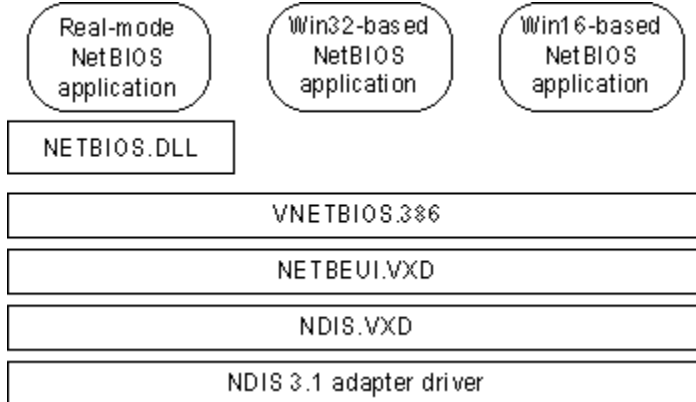 Real-mode
NetBIOS
application
Win32-based
NetBIOS
application
Win16-based
NetBIOS
application
NETBIOS.DLL
VNETBIOS.386
NETBEUI.VXD
NDIS.VXD
NDIS 3.1 adapter driver